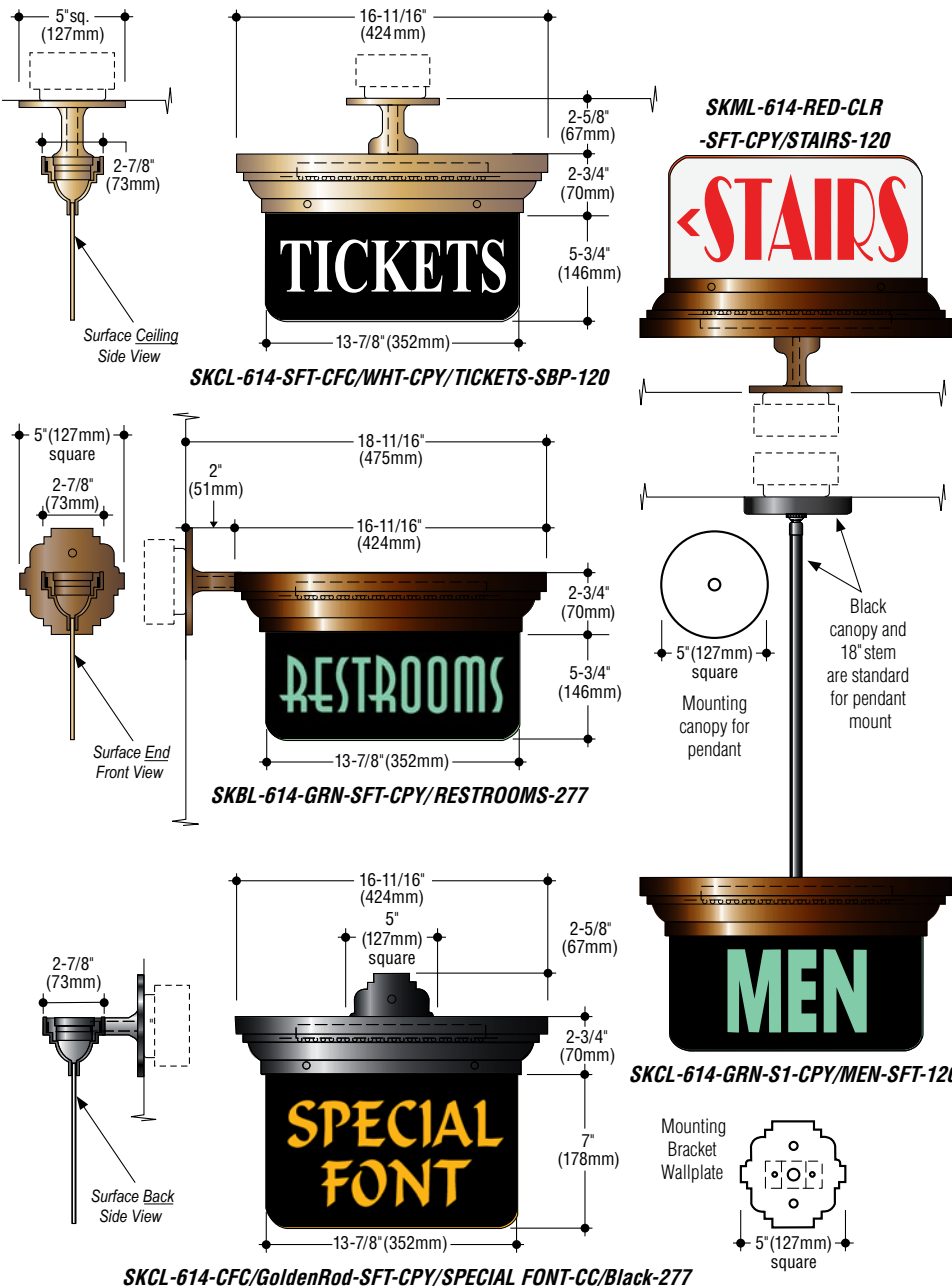 5"sq.
(127mm)
2-7/8"
(73mm)
Surface Ceiling
Side View
16-11/16"
(424mm)
2-5/8"
(67mm)
2-3/4"
(70mm)
5-3/4"
(146mm)
TICKETS
13-7/8"(352mm)
SKCL-614-SFT-CFC/WHT-CPY/TICKETS-SBP-120
SKML-614-RED-CLR
-SFT-CPY/STAIRS-120
<STAIRS
5"(127mm)
square
2-7/8"
(73mm)
Surface End
Front View
18-11/16"
(475mm)
2"
(51mm)
16-11/16"
(424mm)
2-3/4"
(70mm)
5-3/4"
(146mm)
RESTROOMS
13-7/8"(352mm)
SKBL-614-GRN-SFT-CPY/RESTROOMS-277
5"(127mm)
square
Mounting
canopy for
pendant
Black
canopy and
18" stem
are standard
for pendant
mount
MEN
SKCL-614-GRN-S1-CPY/MEN-SFT-120
2-7/8"
(73mm)
Surface Back
Side View
16-11/16"
(424mm)
5"
(127mm)
square
2-5/8"
(67mm)
2-3/4"
(70mm)
7"
(178mm)
SPECIAL
FONT
13-7/8"(352mm)
SKCL-614-CFC/GoldenRod-SFT-CPY/SPECIAL FONT-CC/Black-277
Mounting
Bracket
Wallplate
5"(127mm)
square